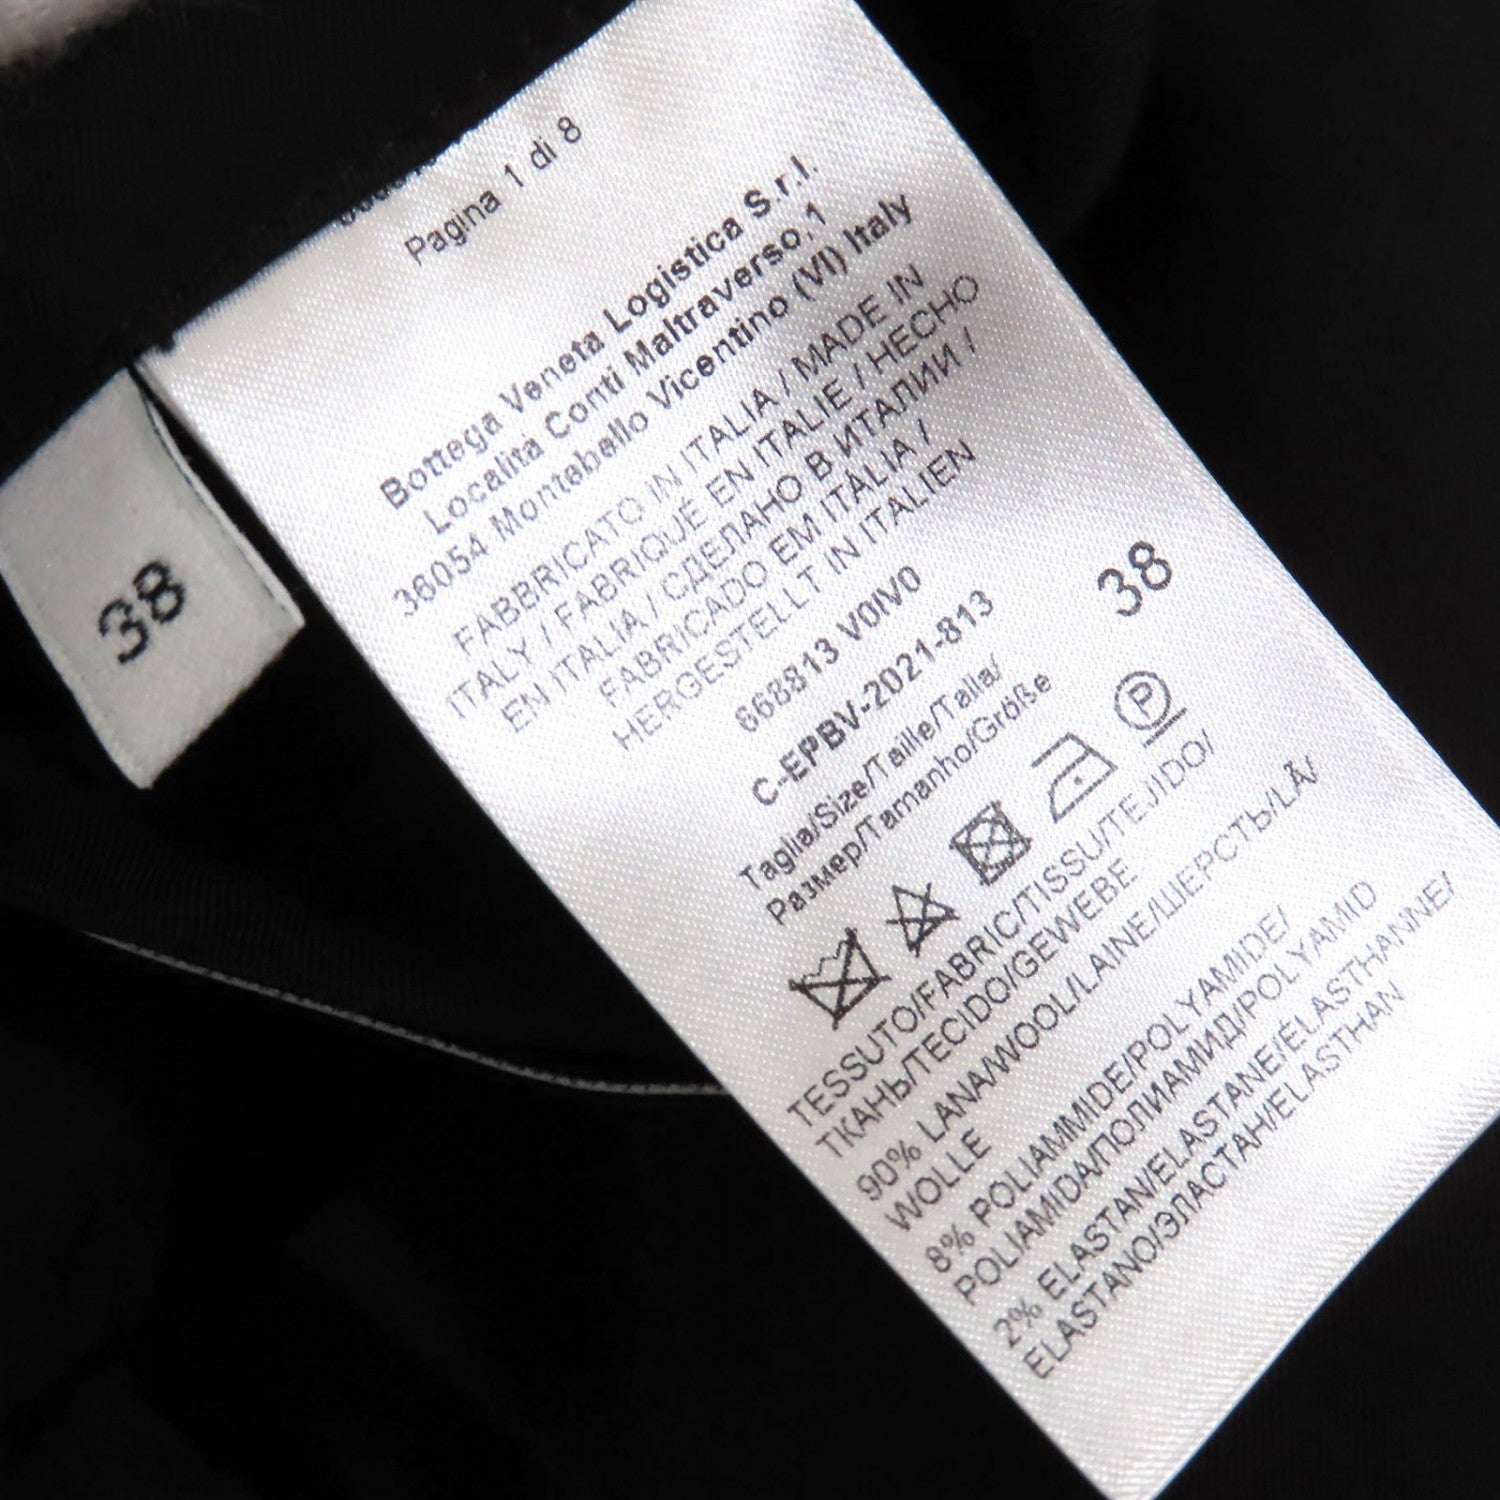 Pagina 1 di 8
Bottega Veneta Logistica S.r.l.
Località Conti Maltraverso,1
36054 Montebello Vicentino (VI) Italy
FABBRICATO IN ITALIA / MADE IN
ITALY / FABRIQUÉ EN ITALIE / HECHO
EN ITALIA / СДЕЛАНО В ИТАЛИИ /
FABRICADO EM ITÁLIA /
HERGESTELLT IN ITALIEN
668813 V0IV0
C-EPBV-2021-813
Taglia/Size/Taille/Talla/
Размер/Tamanho/Größe
38
P
TESSUTO/FABRIC/TISSU/TEJIDO/
ТКАНЬ/TECIDO/GEWEBE
90% LANA/WOOL/LAINE/ШЕРСТЬ/LÃ/
WOLLE
8% POLIAMMIDE/POLYAMIDE/
POLIAMIDA/ПОЛИАМИД/POLYAMID
2% ELASTAN/ELASTANE/ÉLASTHANNE/
ELASTANO/ЭЛАСТАН/ELASTHAN
38